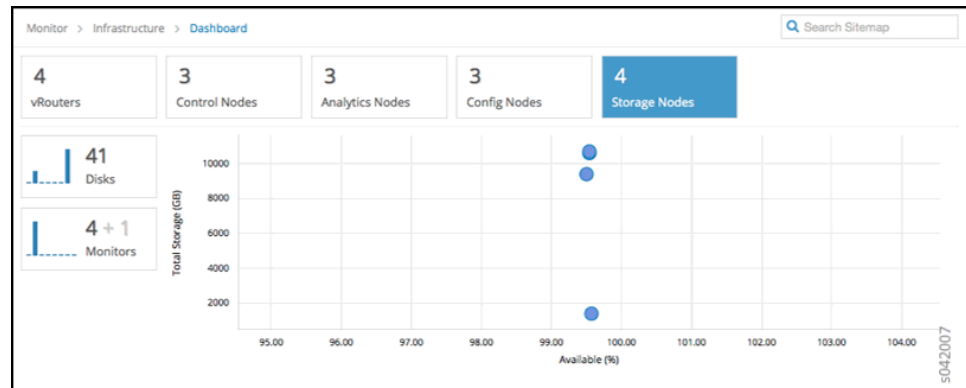 Monitor > Infrastructure > Dashboard
Search Sitemap
4
vRouters
3
Control Nodes
3
Analytics Nodes
3
Config Nodes
4
Storage Nodes
41
Disks
4 + 1
Monitors
Total Storage (GB)
10000
8000
6000
4000
2000
95.00 96.00 97.00 98.00 99.00 100.00 101.00 102.00 103.00 104.00
Available (%)
s042007